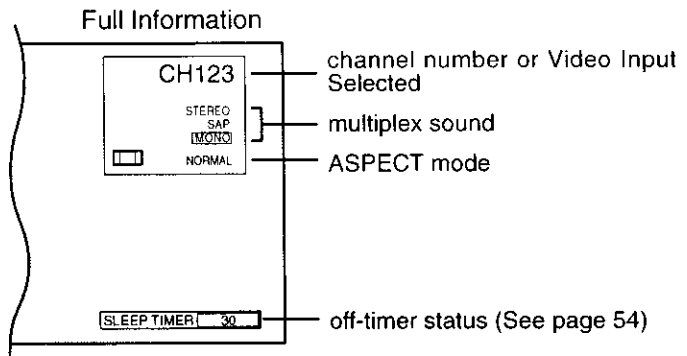 Full Information
CH123
channel number or Video Input
Selected
STEREO
SAP
MONO
multiplex sound
NORMAL
ASPECT mode
SLEEP TIMER 30
off-timer status (See page 54)